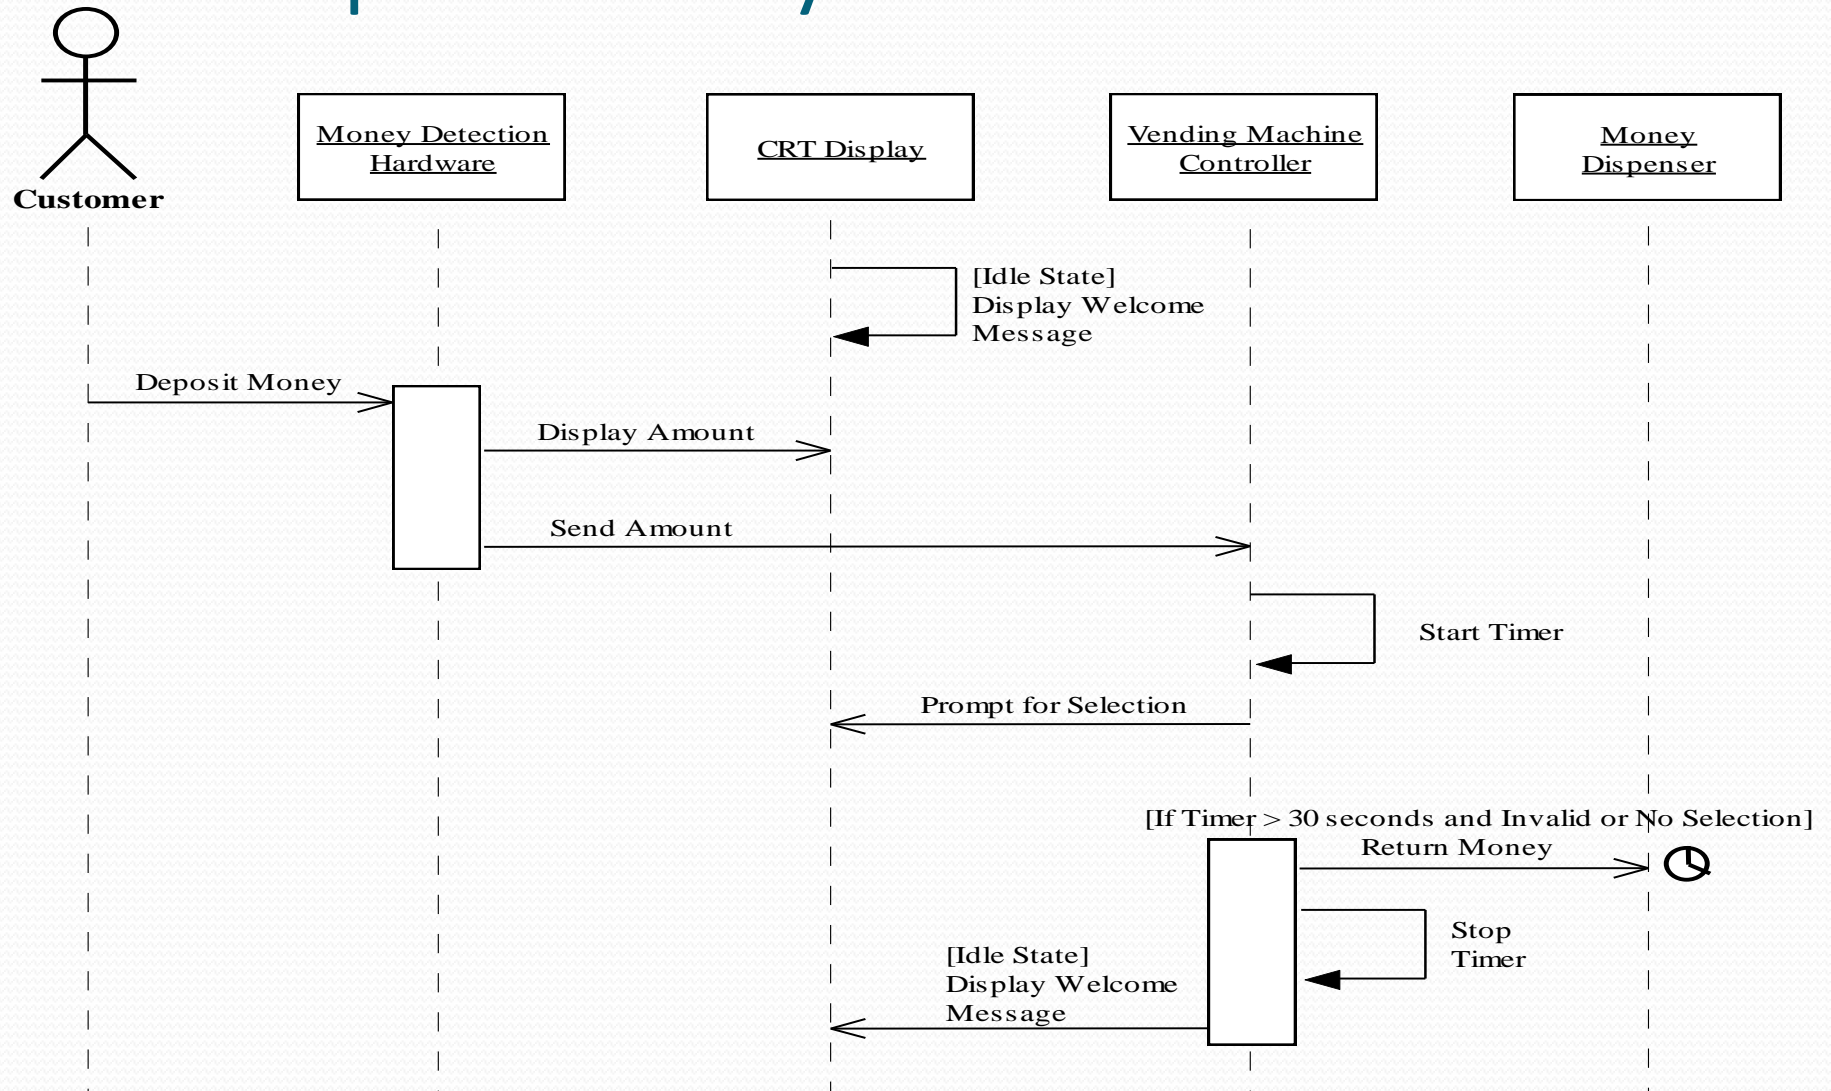 Customer
Money Detection
Hardware
CRT Display
Vending Machine
Controller
Money
Dispenser
[Idle State]
Display Welcome
Message
Deposit Money
Display Amount
Send Amount
Start Timer
Prompt for Selection
[If Timer > 30 seconds and Invalid or No Selection]
Return Money
Stop
Timer
[Idle State]
Display Welcome
Message